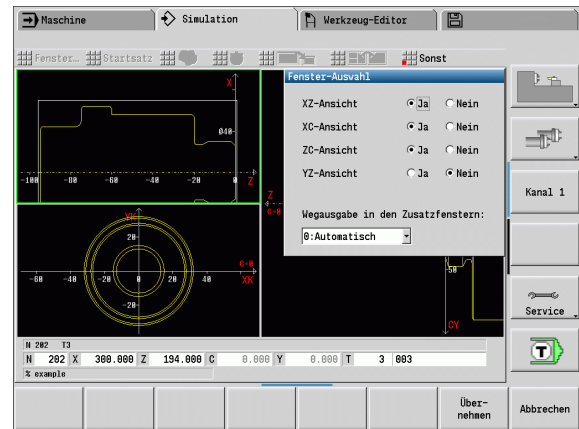 Maschine
Simulation
Werkzeug-Editor
Fenster... Startsatz Sonst
Fenster-Auswahl
XZ-Ansicht Ja Nein
XC-Ansicht Ja Nein
ZC-Ansicht Ja Nein
YZ-Ansicht Ja Nein
Wegausgabe in den Zusatzfenstern:
0:Automatisch
X
Ø40
-100 -80 -60 -40 -20 0 Z
Z
C+0
YK
20
C+0
-60 -40 -20 0 20 40 XK
-20
-50
CY
Kanal 1
Service
T
N 202 T3
N 202 X 300.000 Z 194.000 C 0.000 Y 0.000 T 3 003
% example
Über-
nehmen
Abbrechen